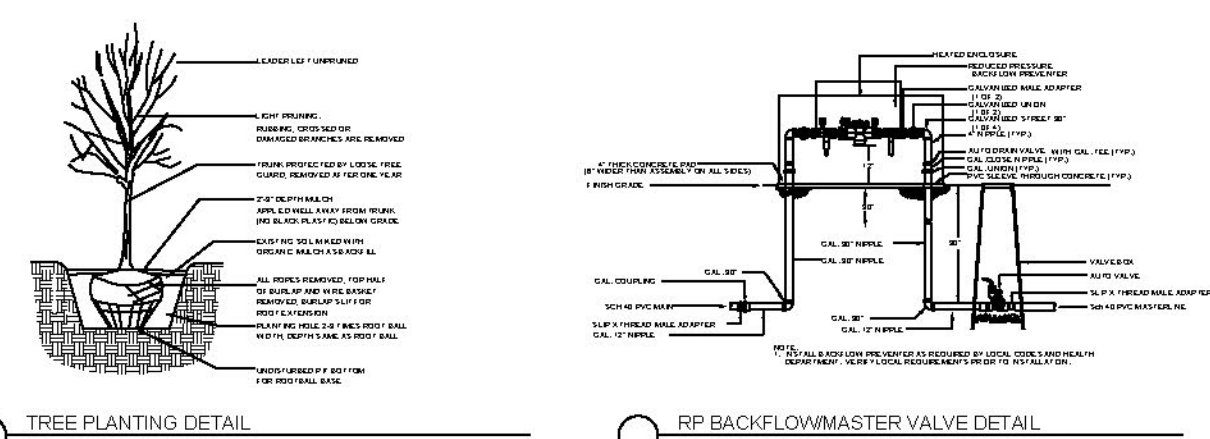 LEADER LEFT UNPRUNED
LIGHT PRUNING.
RUBBING, CROSSED OR
DAMAGED BRANCHES ARE REMOVED
TRUNK PROTECTED BY LOOSE TREE
GUARD, REMOVED AFTER ONE YEAR
DEPTH MULCH
APPLIED WELL AWAY FROM TRUNK
(NO BLACK PLASTIC) BELOW GRADE
EXISTING SOIL MIXED WITH
ORGANIC MULCH AS BACKFILL
ALL ROPES REMOVED, TOP HALF
OF BURLAP AND WIRE BASKET
REMOVED, BURLAP SLIT FOR
ROOT EXTENSION
PLANTING HOLE TIMES ROOT BALL
WIDTH, DEPTH SAME AS ROOT BALL
UNDISTURBED PIT BOTTOM
FOR ROOTBALL BASE
TREE PLANTING DETAIL
HEATED ENCLOSURE
REDUCED PRESSURE
BACKFLOW PREVENTER
GALVANIZED MALE ADAPTER
(1 OF 2)
GALVANIZED UNION
(1 OF 2)
GALVANIZED STREET 90°
(1 OF 4)
4" NIPPLE (TYP.)
AUTO DRAIN VALVE WITH GAL. TEE (TYP.)
GAL. CLOSE NIPPLE (TYP.)
GAL. UNION (TYP.)
PVC SLEEVE THROUGH CONCRETE (TYP.)
4" THICK CONCRETE PAD
(6" WIDER THAN ASSEMBLY ON ALL SIDES)
FINISH GRADE
12"
30"
30"
GAL. 30" NIPPLE
GAL. 30" NIPPLE
VALVE BOX
AUTO VALVE
SLIP X THREAD MALE ADAPTER
SCH 40 PVC MASTERLINE
GAL. 90°
GAL. COUPLING
SCH 40 PVC MAIN
SLIP X THREAD MALE ADAPTER
GAL. 12" NIPPLE
GAL. 90°
GAL. 12" NIPPLE
NOTE:
1. INSTALL BACKFLOW PREVENTER AS REQUIRED BY LOCAL CODES AND HEALTH
DEPARTMENT. VERIFY LOCAL REQUIREMENTS PRIOR TO INSTALLATION.
RP BACKFLOW/MASTER VALVE DETAIL